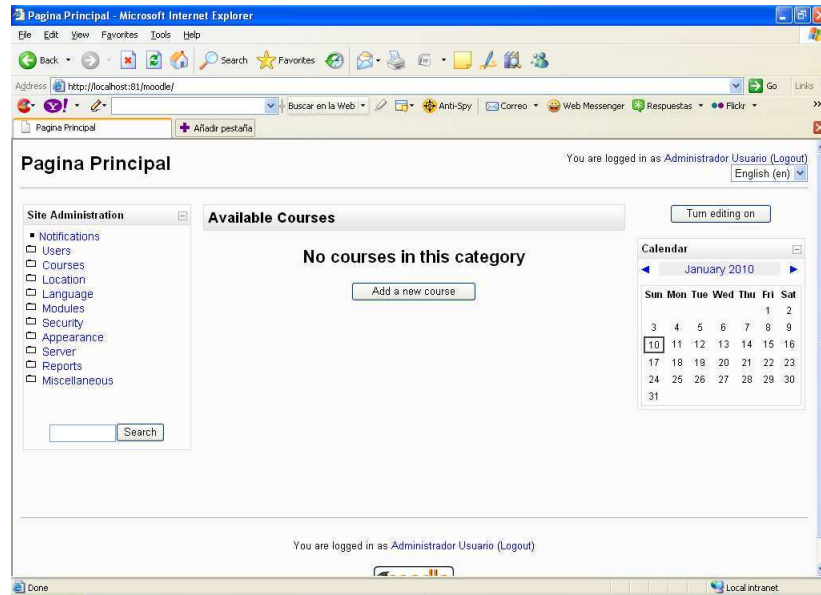 Pagina Principal - Microsoft Internet Explorer
File Edit View Favorites Tools Help
Back Search Favorites
Address http://localhost:81/moodle/ Go Links
Y! Buscar en la Web Anti-Spy Correo Web Messenger Respuestas Flickr »
Pagina Principal Añadir pestaña
Pagina Principal
You are logged in as Administrador Usuario (Logout)
English (en)
Site Administration
Notifications
Users
Courses
Location
Language
Modules
Security
Appearance
Server
Reports
Miscellaneous
Search
Available Courses
No courses in this category
Add a new course
Turn editing on
Calendar
January 2010
Sun Mon Tue Wed Thu Fri Sat
1 2
3 4 5 6 7 8 9
10 11 12 13 14 15 16
17 18 19 20 21 22 23
24 25 26 27 28 29 30
31
You are logged in as Administrador Usuario (Logout)
Done Local intranet